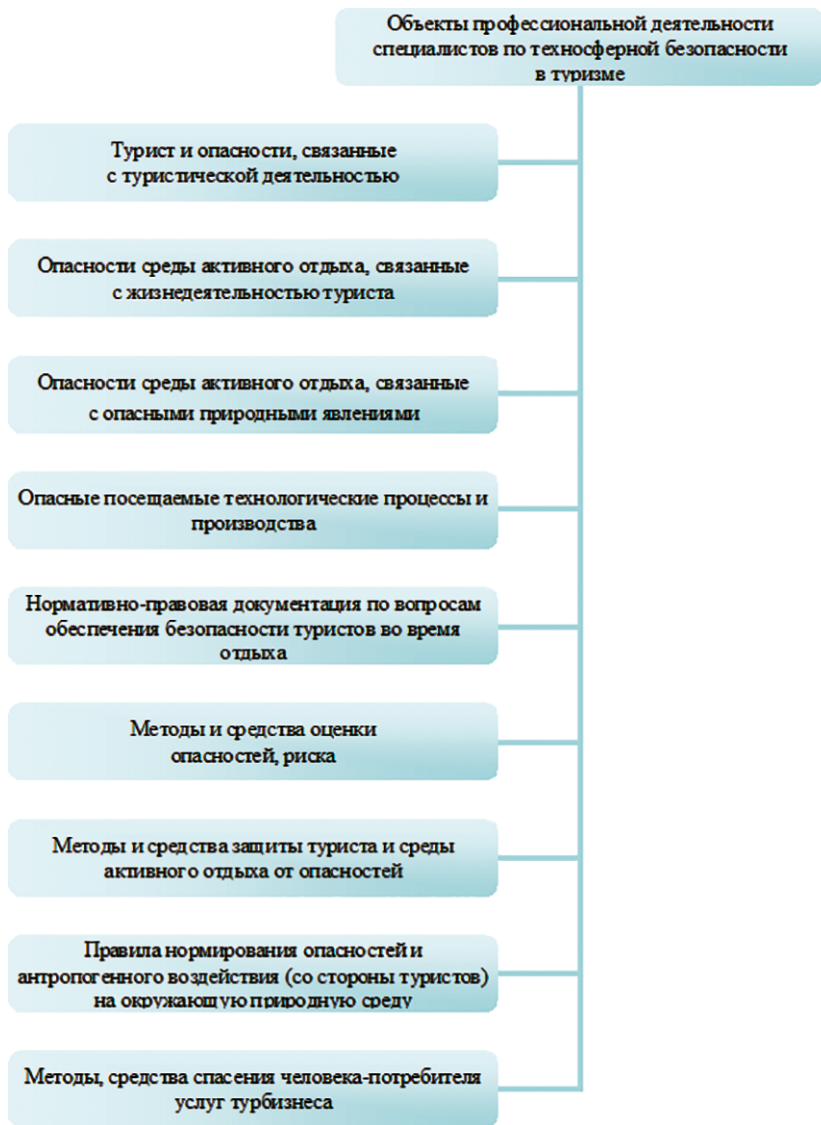 Объекты профессиональной деятельности
специалистов по техносферной безопасности
в туризме
Турист и опасности, связанные
с туристической деятельностью
Опасности среды активного отдыха, связанные
с жизнедеятельностью туриста
Опасности среды активного отдыха, связанные
с опасными природными явлениями
Опасные посещаемые технологические процессы и
производства
Нормативно-правовая документация по вопросам
обеспечения безопасности туристов во время
отдыха
Методы и средства оценки
опасностей, риска
Методы и средства защиты туриста и среды
активного отдыха от опасностей
Правила нормирования опасностей и
антропогенного воздействия (со стороны туристов)
на окружающую природную среду
Методы, средства спасения человека-потребителя
услуг турбизнеса